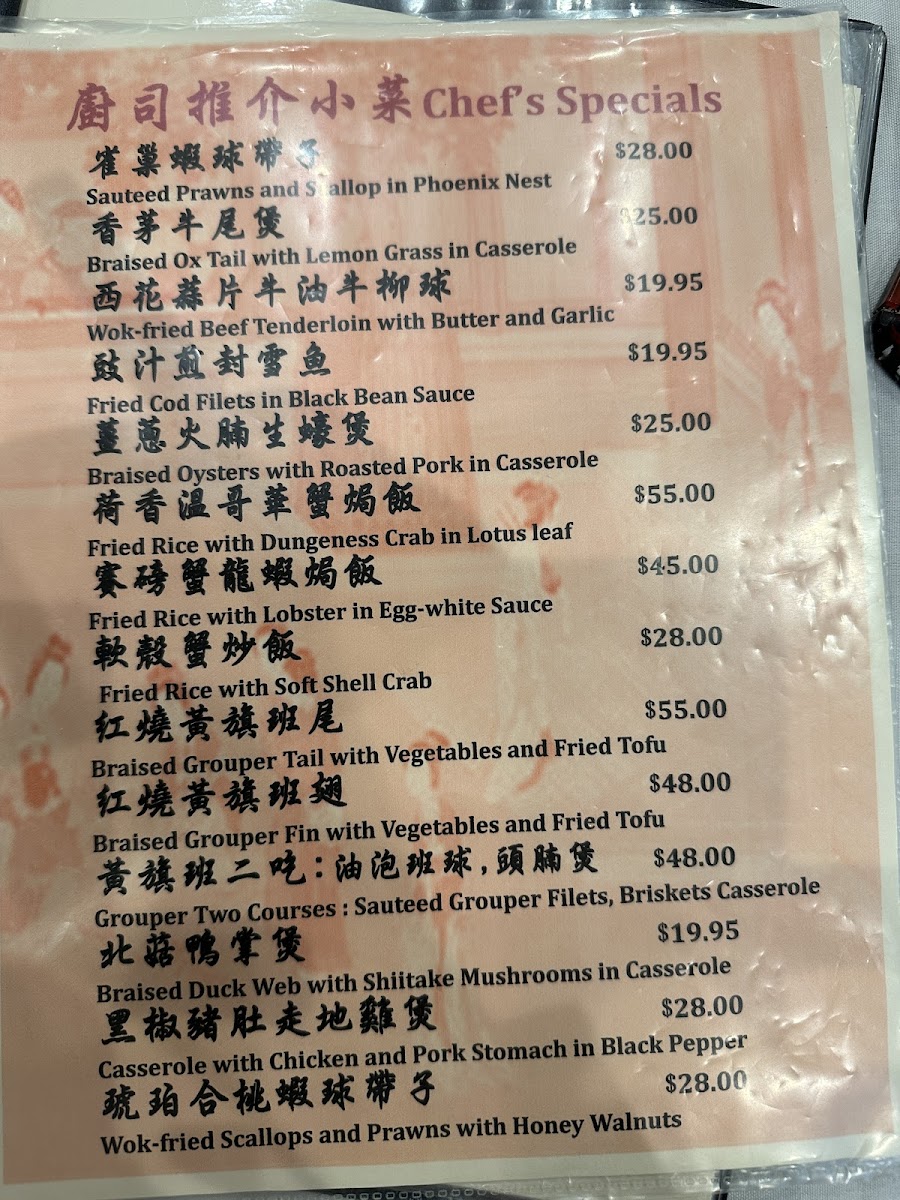 廚司推介小菜 Chef's Specials
雀巢蝦球帶子 $28.00
Sauteed Prawns and Scallop in Phoenix Nest
香茅牛尾煲 $25.00
Braised Ox Tail with Lemon Grass in Casserole
西花蒜片牛油牛柳球 $19.95
Wok-fried Beef Tenderloin with Butter and Garlic
豉汁煎封雪魚 $19.95
Fried Cod Filets in Black Bean Sauce
薑蔥火腩生蠔煲 $25.00
Braised Oysters with Roasted Pork in Casserole
荷香溫哥華蟹焗飯 $55.00
Fried Rice with Dungeness Crab in Lotus leaf
賽磅蟹龍蝦焗飯 $45.00
Fried Rice with Lobster in Egg-white Sauce
軟殼蟹炒飯 $28.00
Fried Rice with Soft Shell Crab
红燒黃旗班尾 $55.00
Braised Grouper Tail with Vegetables and Fried Tofu
红燒黃旗班翅 $48.00
Braised Grouper Fin with Vegetables and Fried Tofu
黃旗班二吃:油泡班球,頭腩煲 $48.00
Grouper Two Courses : Sauteed Grouper Filets, Briskets Casserole
北菇鴨掌煲 $19.95
Braised Duck Web with Shiitake Mushrooms in Casserole
黑椒豬肚走地雞煲 $28.00
Casserole with Chicken and Pork Stomach in Black Pepper
琥珀合桃蝦球帶子 $28.00
Wok-fried Scallops and Prawns with Honey Walnuts